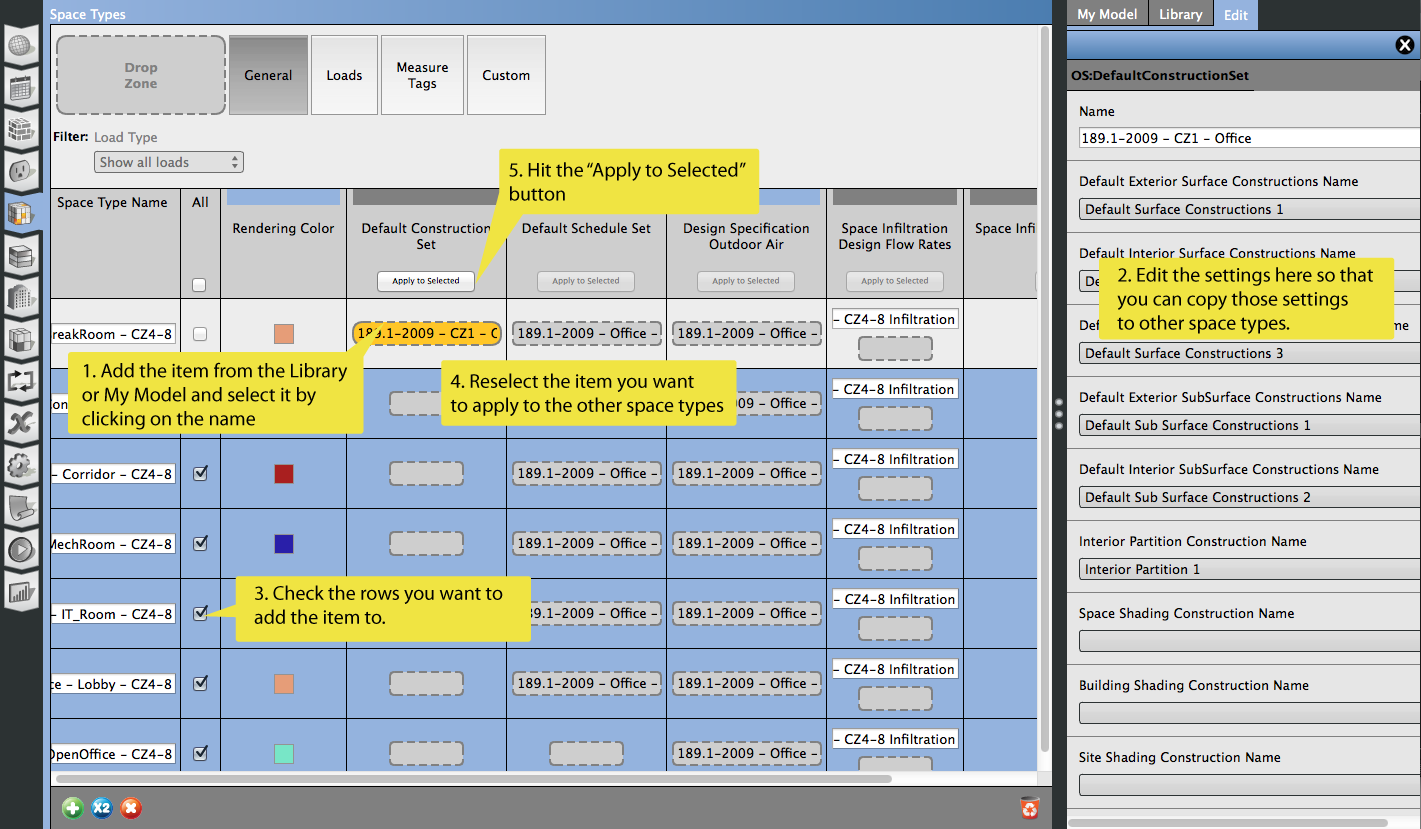 Space Types
My Model
Library
Edit
Drop
Zone
General
Loads
Measure
Tags
Custom
Filter: Load Type
Show all loads
Space Type Name
All
Rendering Color
Default Construction
Set
Default Schedule Set
Design Specification
Outdoor Air
Space Infiltration
Design Flow Rates
Space Infi
Apply to Selected
Apply to Selected
Apply to Selected
Apply to Selected
reakRoom – CZ4–8
189.1–2009 – CZ1 – C
189.1–2009 – Office –
189.1–2009 – Office –
– CZ4–8 Infiltration
– CZ4–8 Infiltration
– Corridor – CZ4–8
189.1–2009 – Office –
189.1–2009 – Office –
– CZ4–8 Infiltration
MechRoom – CZ4–8
189.1–2009 – Office –
189.1–2009 – Office –
– CZ4–8 Infiltration
– IT_Room – CZ4–8
189.1–2009 – Office –
– CZ4–8 Infiltration
ce – Lobby – CZ4–8
189.1–2009 – Office –
189.1–2009 – Office –
– CZ4–8 Infiltration
OpenOffice – CZ4–8
189.1–2009 – Office –
– CZ4–8 Infiltration
5. Hit the “Apply to Selected”
button
1. Add the item from the Library
or My Model and select it by
clicking on the name
4. Reselect the item you want
to apply to the other space types
3. Check the rows you want to
add the item to.
OS:DefaultConstructionSet
Name
189.1–2009 – CZ1 – Office
Default Exterior Surface Constructions Name
Default Surface Constructions 1
Default Interior Surface Constructions Name
2. Edit the settings here so that
you can copy those settings
to other space types.
Default Surface Constructions 3
Default Exterior SubSurface Constructions Name
Default Sub Surface Constructions 1
Default Interior SubSurface Constructions Name
Default Sub Surface Constructions 2
Interior Partition Construction Name
Interior Partition 1
Space Shading Construction Name
Building Shading Construction Name
Site Shading Construction Name
X2